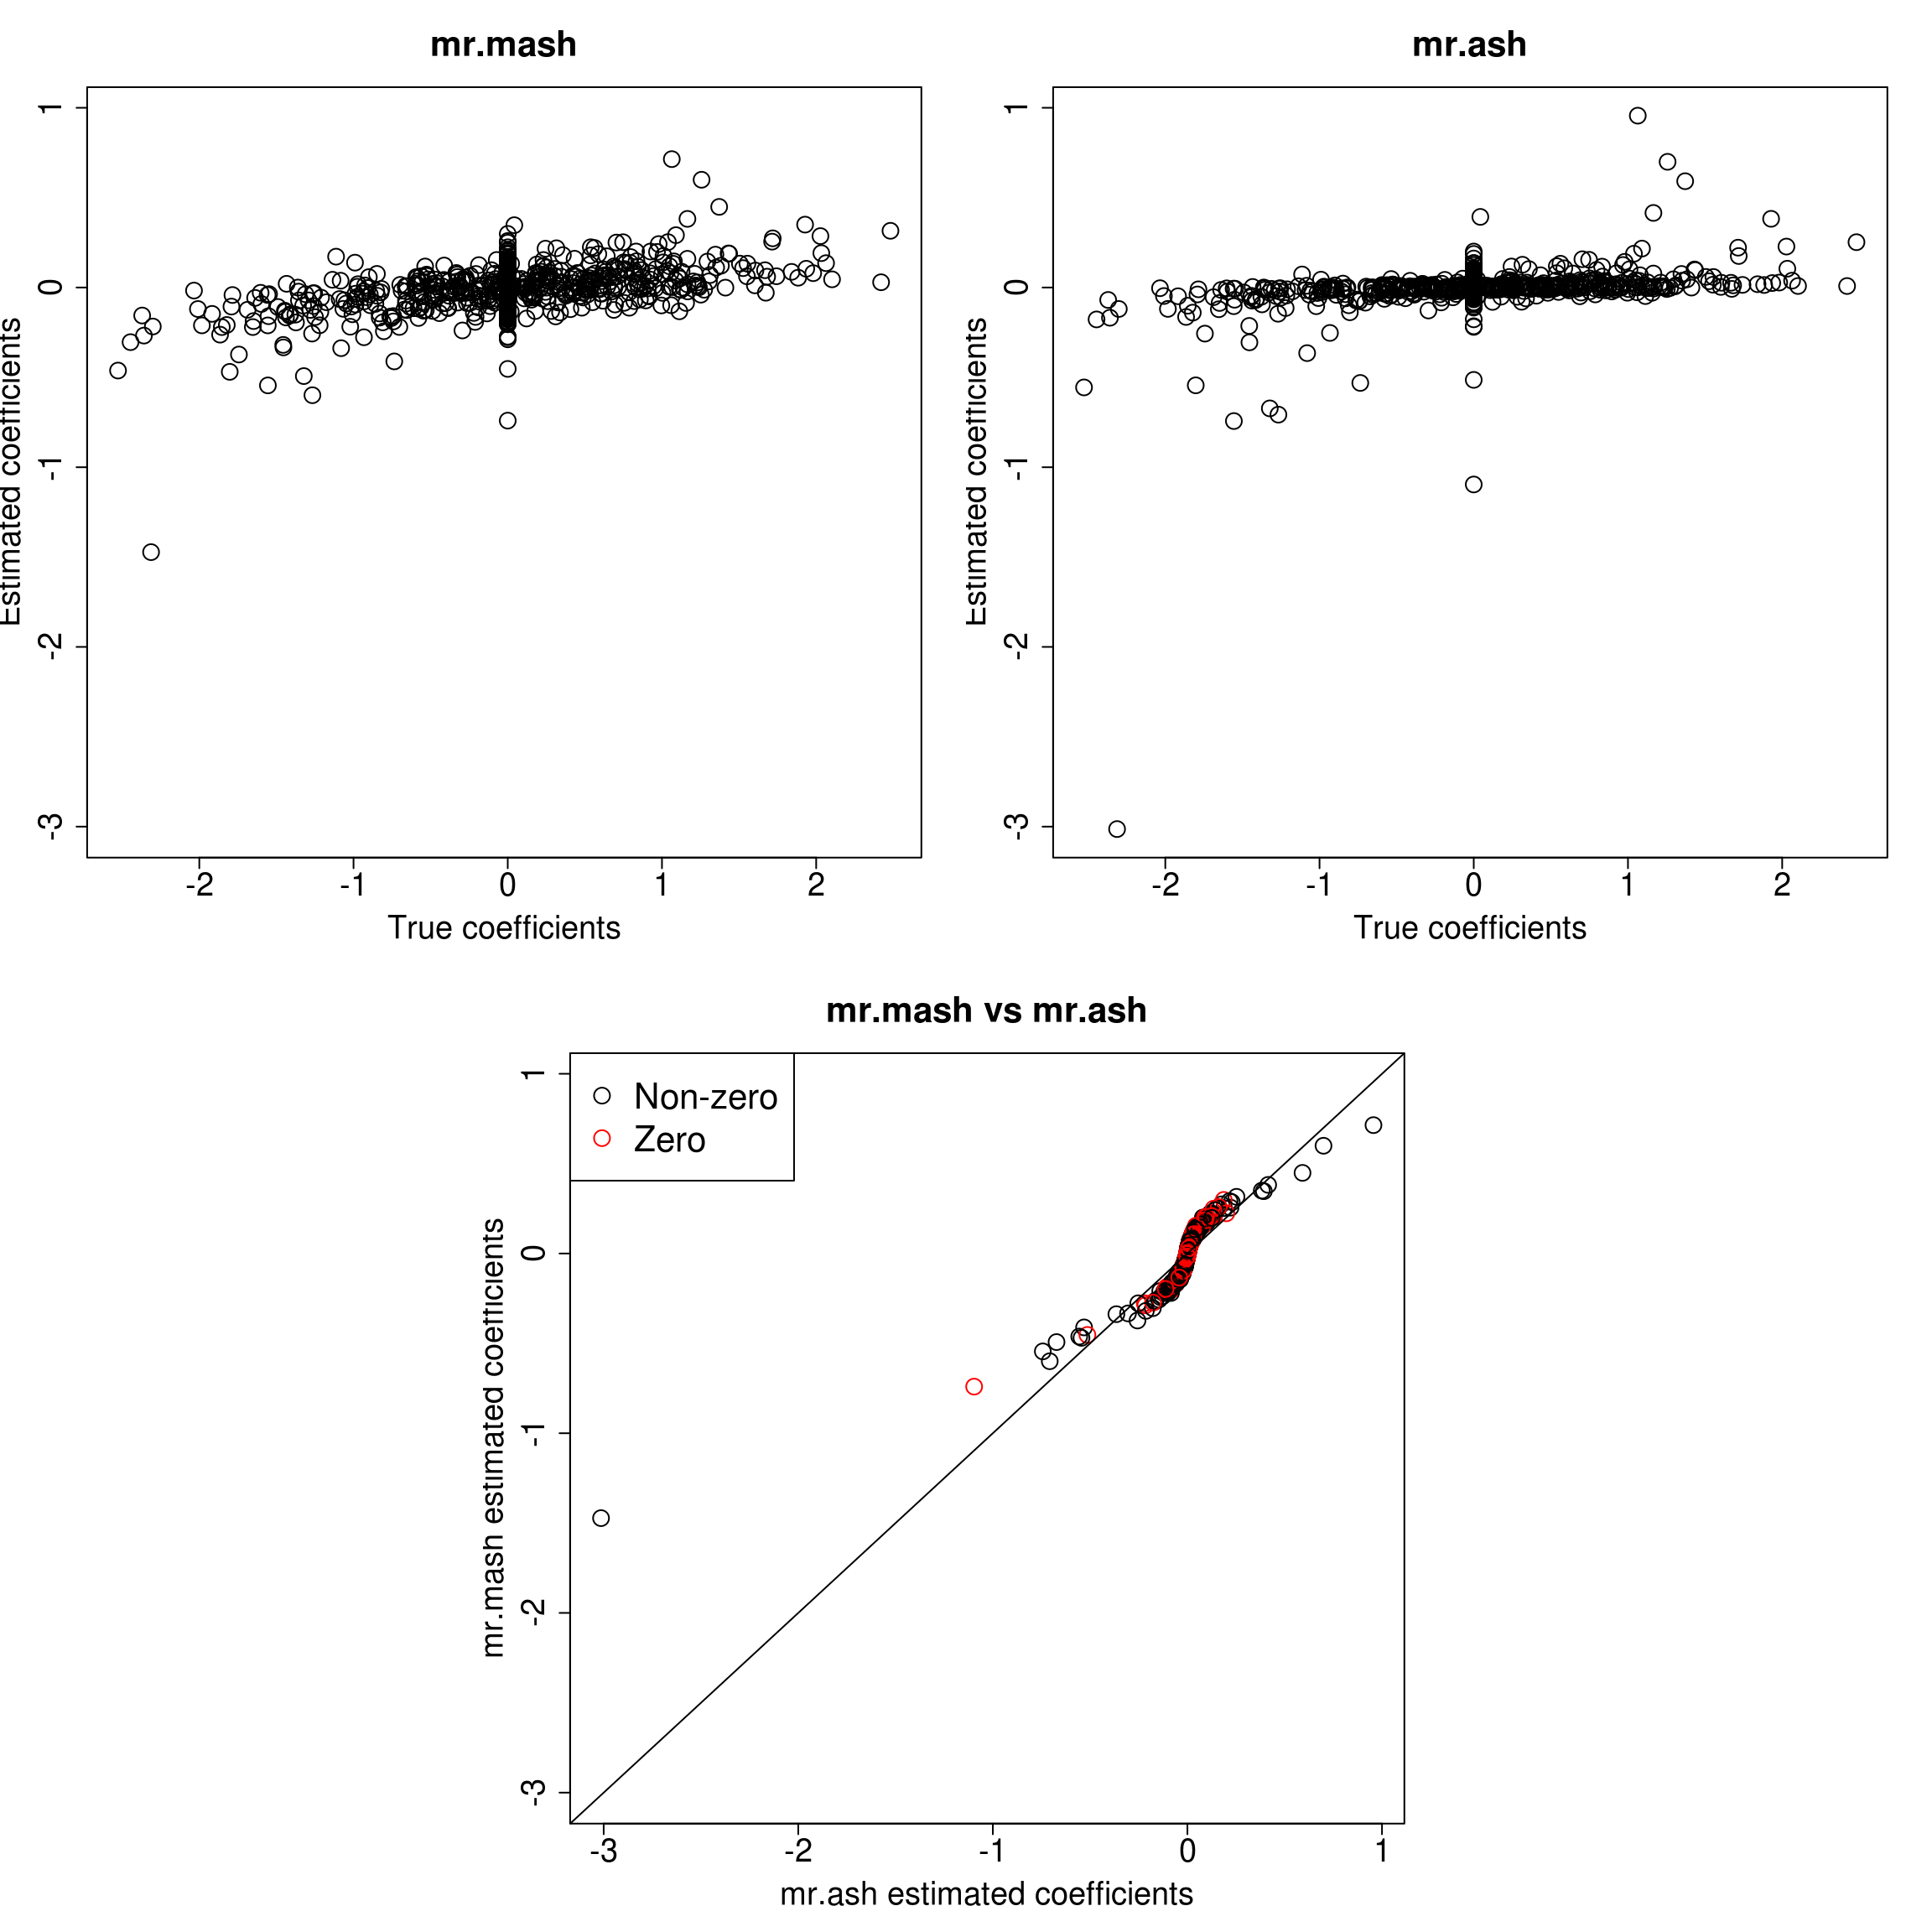 mr.mash
Estimated coefficients
1
0
-1
-2
-3
-2 -1 0 1 2
True coefficients
mr.ash
Estimated coefficients
1
0
-1
-2
-3
-2 -1 0 1 2
True coefficients
mr.mash vs mr.ash
Non-zero
Zero
mr.mash estimated coefficients
1
0
-1
-2
-3
-3 -2 -1 0 1
mr.ash estimated coefficients